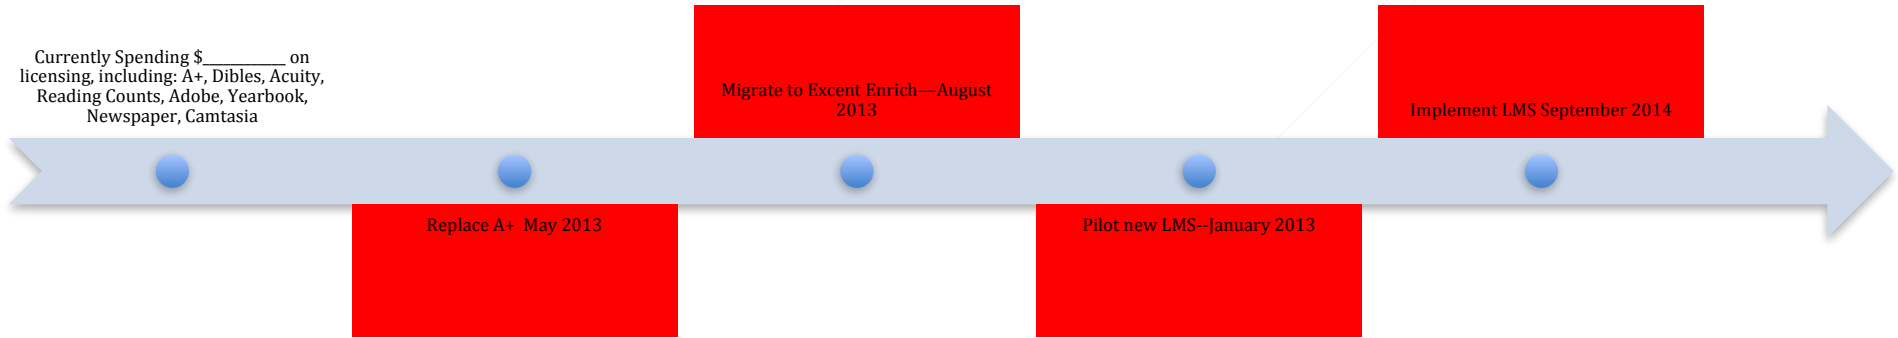 Currently Spending $____________ on
licensing, including: A+, Dibles, Acuity,
Reading Counts, Adobe, Yearbook,
Newspaper, Camtasia
Replace A+  May 2013
Migrate to Excent Enrich—August
2013
Pilot new LMS--January 2013
Implement LMS September 2014